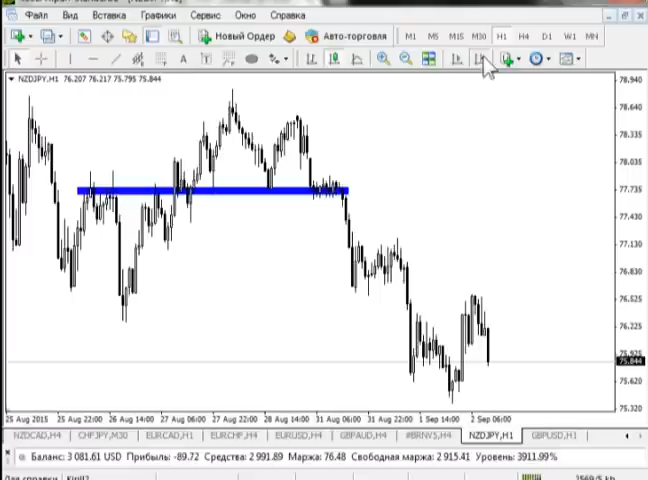 Файл Вид Вставка Графики Сервис Окно Справка
Новый Ордер Авто-торговля M1 M5 M15 M30 H1 H4 D1 W1 MN
NZDJPY,H1 76.207 76.217 75.795 75.844
78.940
78.640
78.335
78.035
77.735
77.430
77.130
76.830
76.525
76.225
75.925
75.844
75.620
75.320
25 Aug 2015 25 Aug 22:00 26 Aug 14:00 27 Aug 06:00 27 Aug 22:00 28 Aug 14:00 31 Aug 06:00 31 Aug 22:00 1 Sep 14:00 2 Sep 06:00
NZDCAD,H4 CHFJPY,M30 EURCAD,H1 EURCHF,H4 EURUSD,H4 GBPAUD,H4 #BRNV5,H4 NZDJPY,H1 GBPUSD,H1
Баланс: 3 081.61 USD Прибыль: -89.72 Средства: 2 991.89 Маржа: 76.48 Свободная маржа: 2 915.41 Уровень: 3911.99%